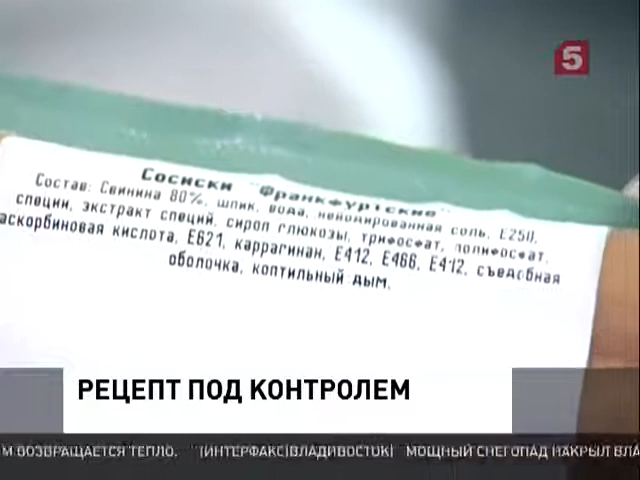 5
Сосиски "Франкфуртские"
Состав: Свинина 80%, шпик, вода, нейодированная соль, Е250,
специи, экстракт специй, сироп глюкозы, трифосфат, полифосфат,
аскорбиновая кислота, Е621, каррагинан, Е412, Е466, Е412, съедобная
оболочка, коптильный дым.
РЕЦЕПТ ПОД КОНТРОЛЕМ
М ВОЗВРАЩАЕТСЯ ТЕПЛО. (ИНТЕРФАКС|ВЛАДИВОСТОК) МОЩНЫЙ СНЕГОПАД НАКРЫЛ ВЛА